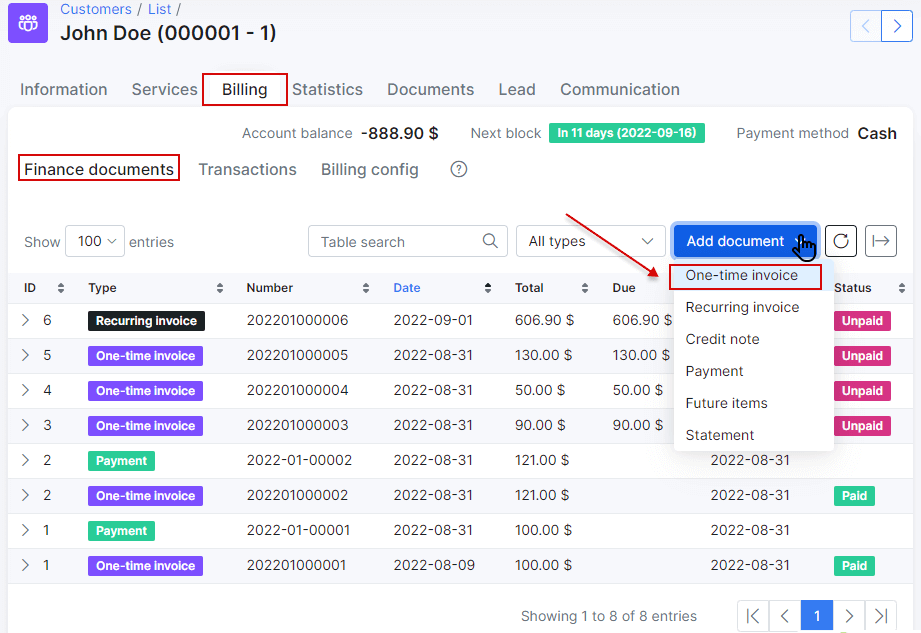 Customers / List /
John Doe (000001 - 1)
Information Services Billing Statistics Documents Lead Communication
Account balance -888.90 $ Next block In 11 days (2022-09-16) Payment method Cash
Finance documents Transactions Billing config ?
Show 100 entries Table search All types Add document
ID Type Number Date Total Due Status
One-time invoice
Recurring invoice
Credit note
Payment
Future items
Statement
6 Recurring invoice 202201000006 2022-09-01 606.90 $ 606.90 $ Unpaid
5 One-time invoice 202201000005 2022-08-31 130.00 $ 130.00 $ Unpaid
4 One-time invoice 202201000004 2022-08-31 50.00 $ 50.00 $ Unpaid
3 One-time invoice 202201000003 2022-08-31 90.00 $ 90.00 $ Unpaid
2 Payment 2022-01-00002 2022-08-31 121.00 $ 2022-08-31
2 One-time invoice 202201000002 2022-08-31 121.00 $ 2022-08-31 Paid
1 Payment 2022-01-00001 2022-08-31 100.00 $ 2022-08-31
1 One-time invoice 202201000001 2022-08-09 100.00 $ 2022-08-31 Paid
Showing 1 to 8 of 8 entries 1